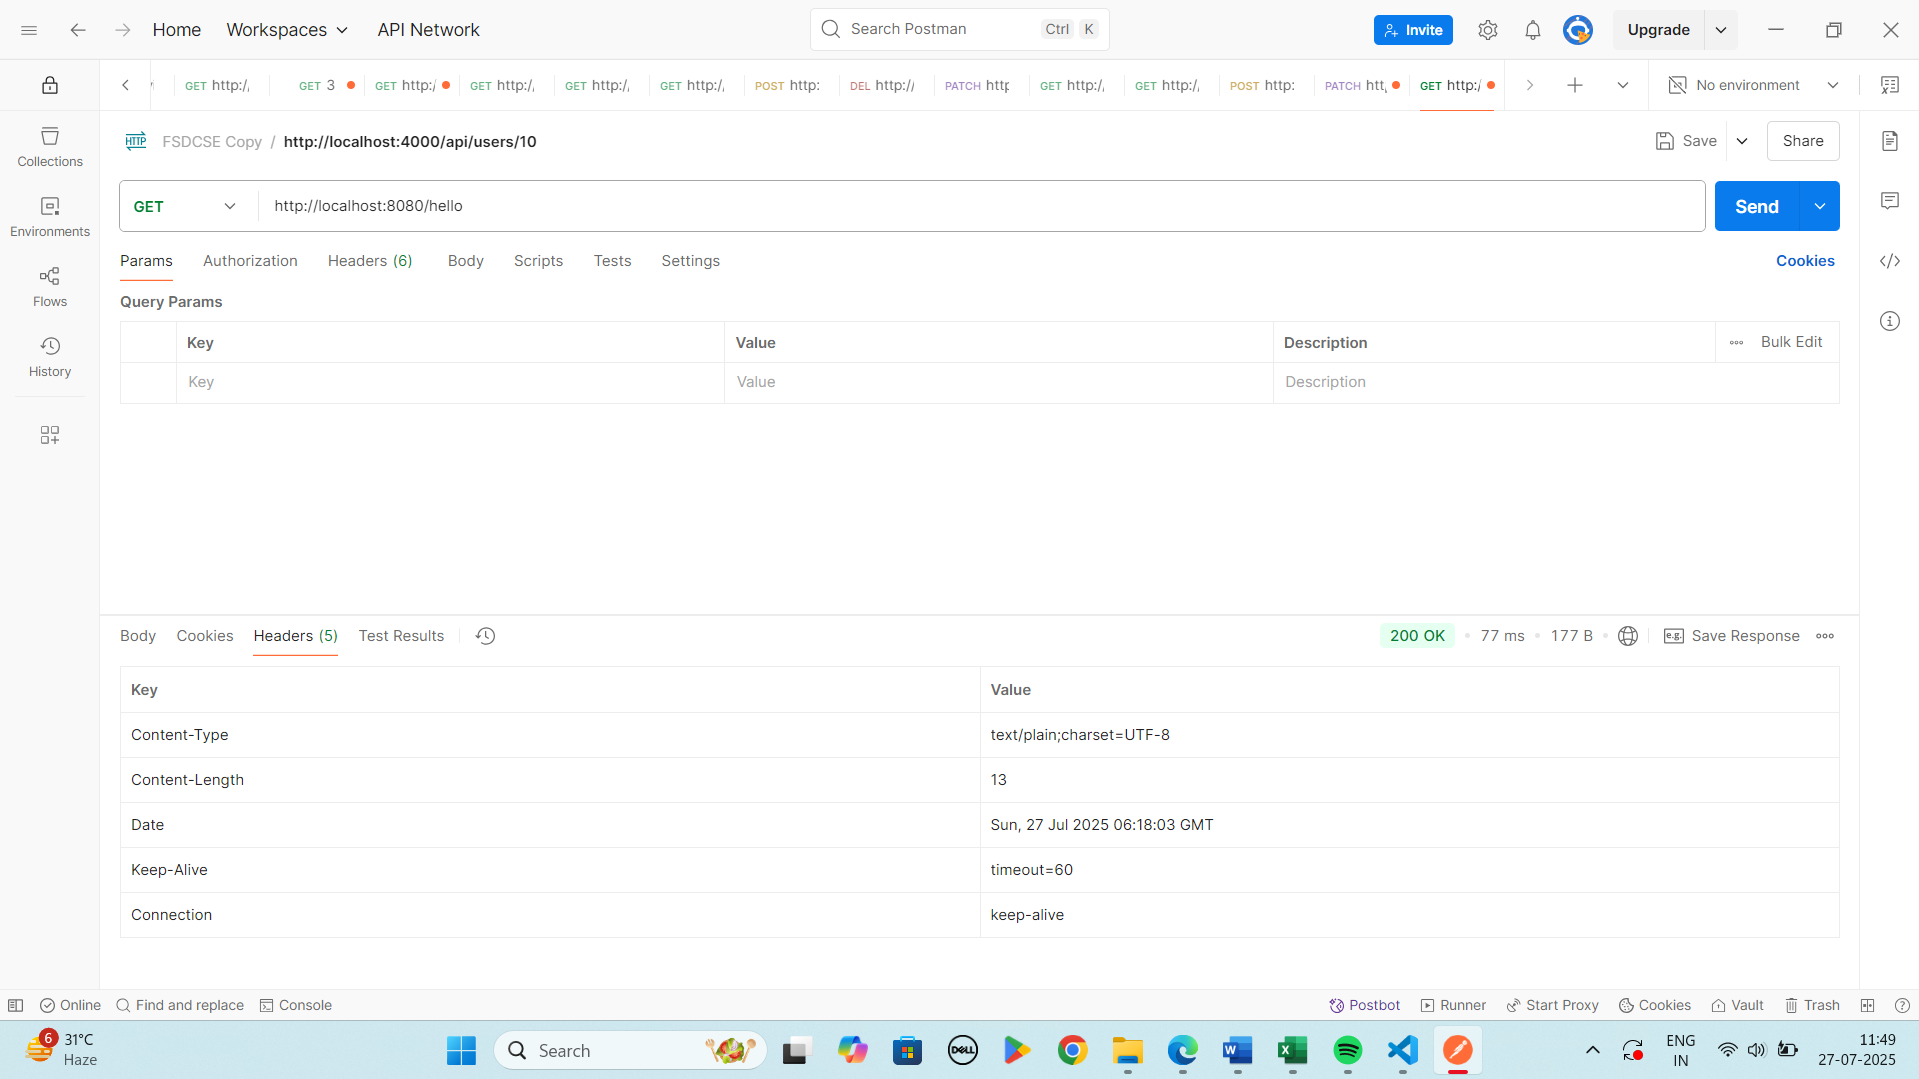 Home Workspaces API Network Search Postman Ctrl K Invite Upgrade
GET http:/ GET 3 GET http:/ GET http:/ GET http:/ GET http:/ POST http: DEL http:/ PATCH http GET http:/ GET http:/ POST http: PATCH htt GET http:/ No environment
HTTP FSDCSE Copy / http://localhost:4000/api/users/10 Save Share
GET http://localhost:8080/hello Send
Params Authorization Headers (6) Body Scripts Tests Settings Cookies
Query Params
Key Value Description Bulk Edit
Key Value Description
Collections
Environments
Flows
History
Body Cookies Headers (5) Test Results 200 OK 77 ms 177 B e.g. Save Response
Key Value
Content-Type text/plain;charset=UTF-8
Content-Length 13
Date Sun, 27 Jul 2025 06:18:03 GMT
Keep-Alive timeout=60
Connection keep-alive
Online Find and replace Console Postbot Runner Start Proxy Cookies Vault Trash
6 31°C
Haze
Search
DELL
ENG
IN
11:49
27-07-2025